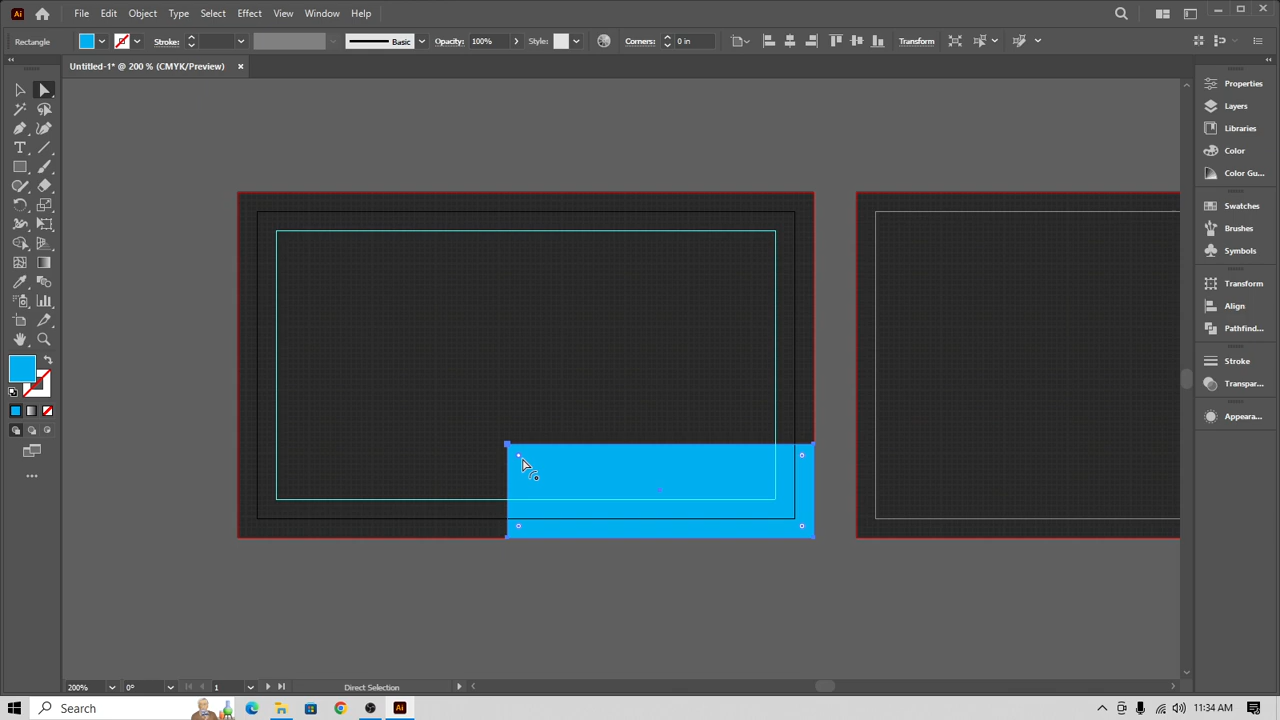 Ai File Edit Object Type Select Effect View Window Help
Rectangle Stroke: Basic Opacity: 100% Style: Corners: 0 in Transform
Untitled-1* @ 200 % (CMYK/Preview)
Properties
Layers
Libraries
Color
Color Gu...
Swatches
Brushes
Symbols
Transform
Align
Pathfind...
Stroke
Transpar...
Appeara...
200% 0° 1 Direct Selection
Search Ai 11:34 AM